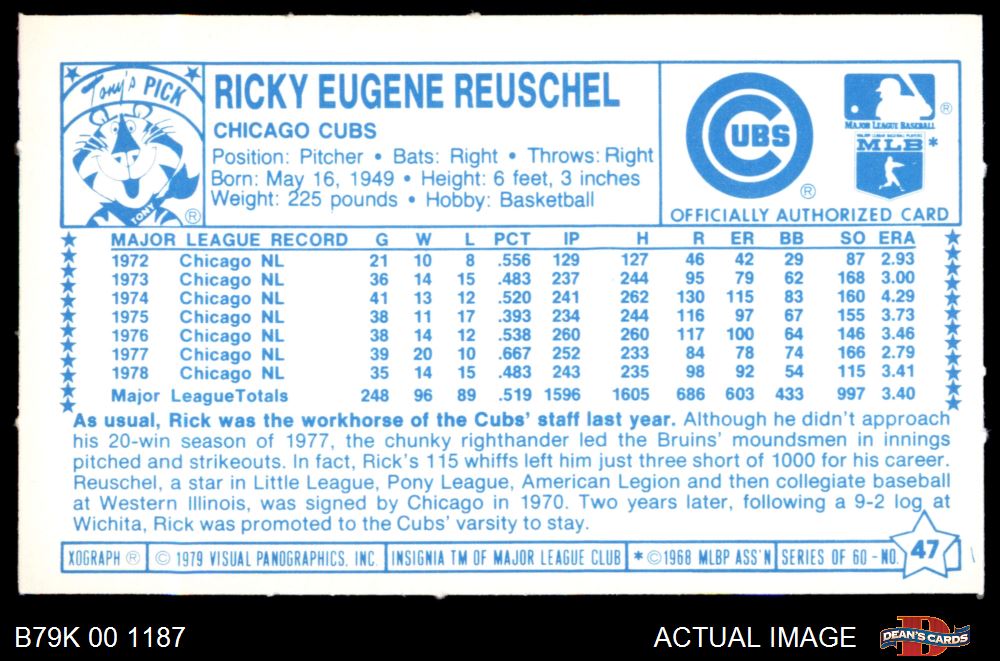 Tony's PICK
TONY ®
RICKY EUGENE REUSCHEL
CHICAGO CUBS
Position: Pitcher • Bats: Right • Throws: Right
Born: May 16, 1949 • Height: 6 feet, 3 inches
Weight: 225 pounds • Hobby: Basketball
CUBS ®
MAJOR LEAGUE BASEBALL ®
MLB *
OFFICIALLY AUTHORIZED CARD
MAJOR LEAGUE RECORD G W L PCT IP H R ER BB SO ERA
1972 Chicago NL 21 10 8 .556 129 127 46 42 29 87 2.93
1973 Chicago NL 36 14 15 .483 237 244 95 79 62 168 3.00
1974 Chicago NL 41 13 12 .520 241 262 130 115 83 160 4.29
1975 Chicago NL 38 11 17 .393 234 244 116 97 67 155 3.73
1976 Chicago NL 38 14 12 .538 260 260 117 100 64 146 3.46
1977 Chicago NL 39 20 10 .667 252 233 84 78 74 166 2.79
1978 Chicago NL 35 14 15 .483 243 235 98 92 54 115 3.41
Major LeagueTotals 248 96 89 .519 1596 1605 686 603 433 997 3.40
As usual, Rick was the workhorse of the Cubs' staff last year. Although he didn't approach
his 20-win season of 1977, the chunky righthander led the Bruins' moundsmen in innings
pitched and strikeouts. In fact, Rick's 115 whiffs left him just three short of 1000 for his career.
Reuschel, a star in Little League, Pony League, American Legion and then collegiate baseball
at Western Illinois, was signed by Chicago in 1970. Two years later, following a 9-2 log at
Wichita, Rick was promoted to the Cubs' varsity to stay.
XOGRAPH ® © 1979 VISUAL PANOGRAPHICS, INC. INSIGNIA TM OF MAJOR LEAGUE CLUB * ©1968 MLBP ASS'N SERIES OF 60 - NO. 47
B79K 00 1187
ACTUAL IMAGE
DEAN'S CARDS